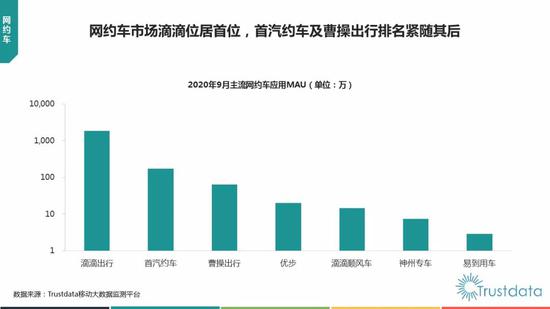 网约车
网约车市场滴滴位居首位，首汽约车及曹操出行排名紧随其后
2020年9月主流网约车应用MAU（单位：万）
10,000
1,000
100
10
1
滴滴出行 首汽约车 曹操出行 优步 滴滴顺风车 神州专车 易到用车
数据来源：Trustdata移动大数据监测平台
Trustdata